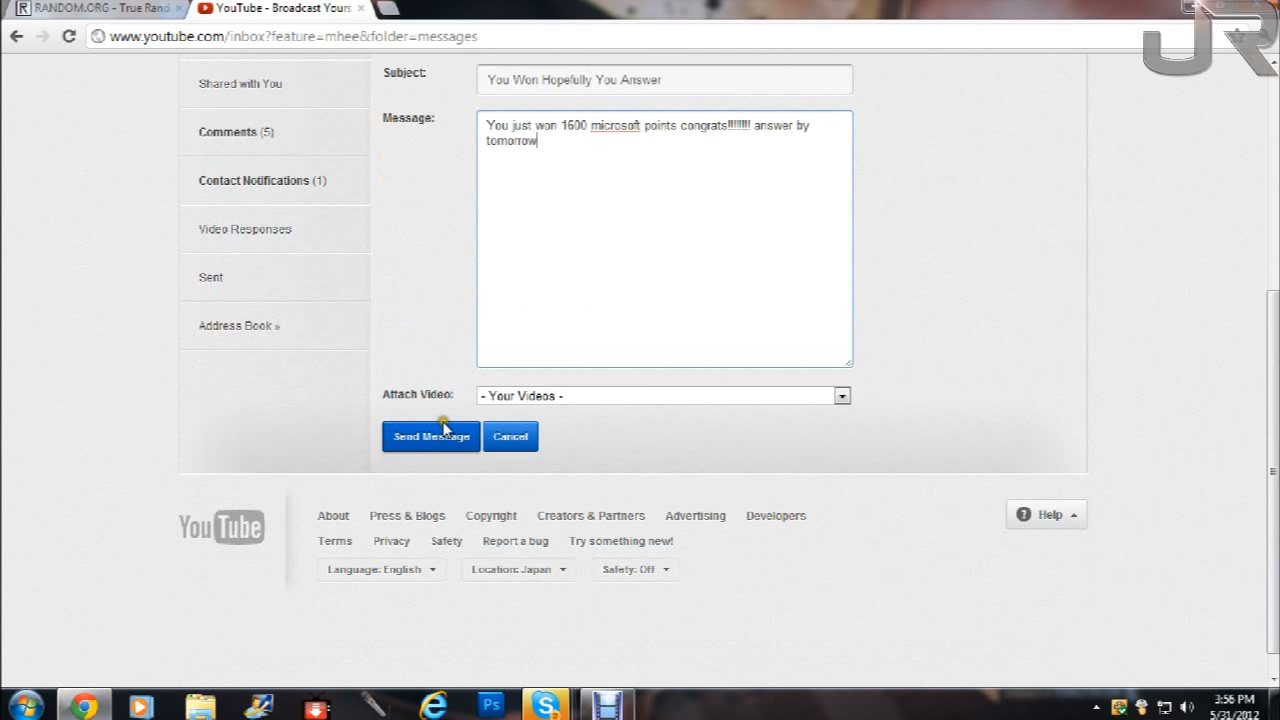 RANDOM.ORG - True Rand
YouTube - Broadcast Yours
www.youtube.com/inbox?feature=mhee&folder=messages
JR
Shared with You
Comments (5)
Contact Notifications (1)
Video Responses
Sent
Address Book »
Subject:
You Won Hopefully You Answer
Message:
You just won 1600 microsoft points congrats!!!!!!!! answer by
tomorrow
Attach Video:
- Your Videos -
Send Message
Cancel
YouTube
About Press & Blogs Copyright Creators & Partners Advertising Developers
Terms Privacy Safety Report a bug Try something new!
Language: English Location: Japan Safety: Off
Help
Ps
3:56 PM
5/31/2012